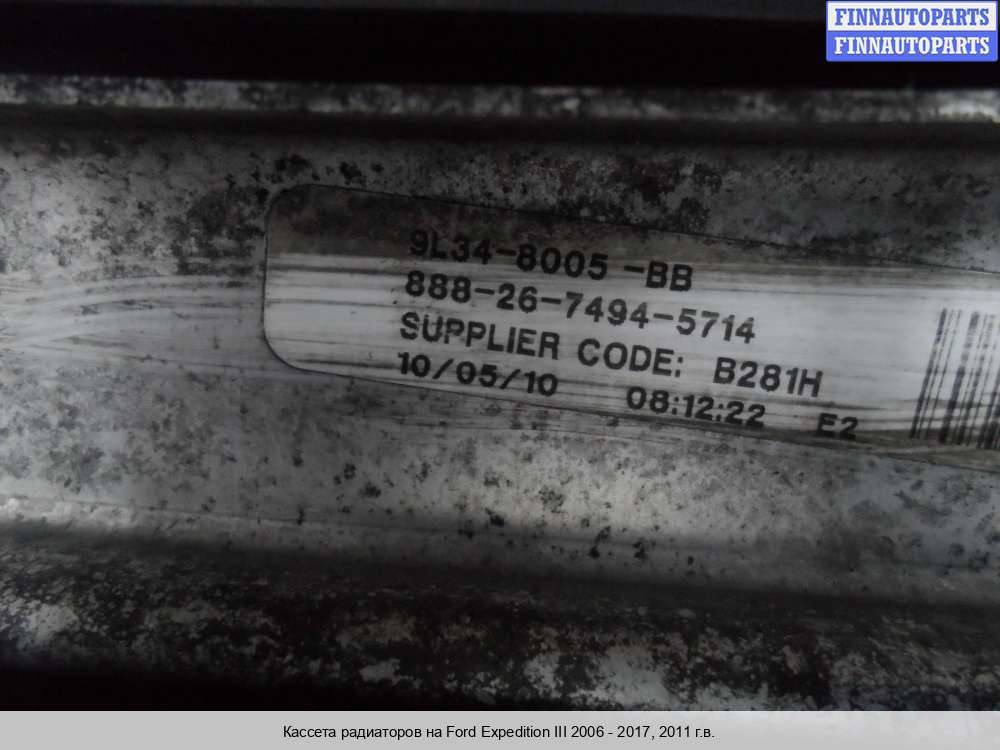 FINNAUTOPARTS
FINNAUTOPARTS
9L34-8005-BB
888-26-7494-5714
SUPPLIER CODE: B281H
10/05/10 08:12:22 E2
Кассета радиаторов на Ford Expedition III 2006 - 2017, 2011 г.в.